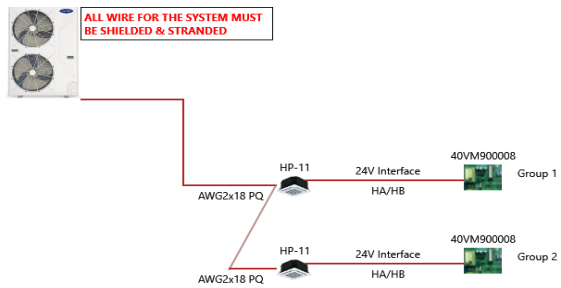 ALL WIRE FOR THE SYSTEM MUST
BE SHIELDED & STRANDED
HP-11
24V Interface
40VM900008
Group 1
AWG2x18 PQ
HA/HB
HP-11
24V Interface
40VM900008
Group 2
AWG2x18 PQ
HA/HB